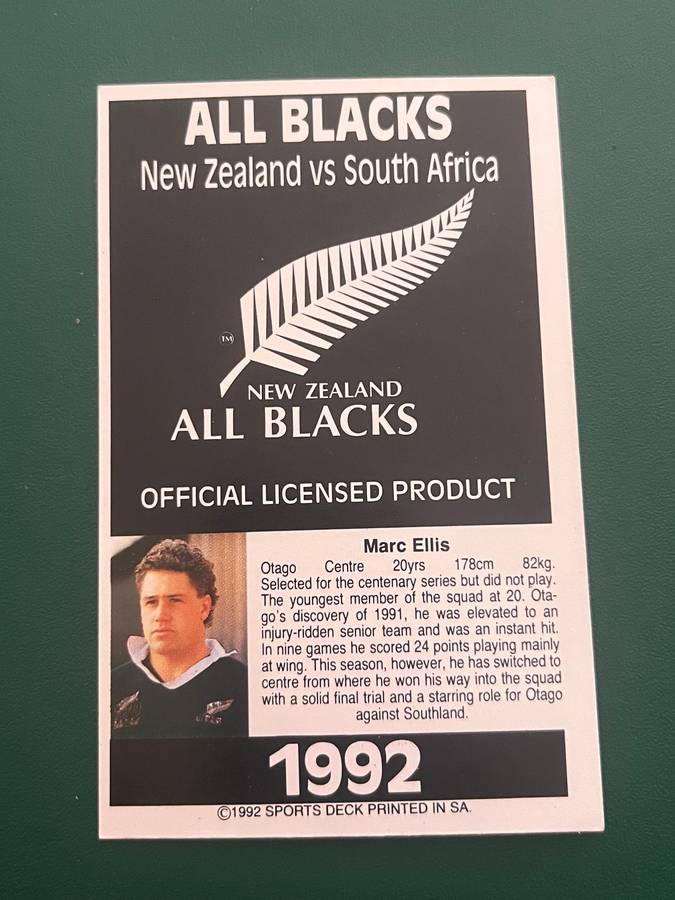 ALL BLACKS
New Zealand vs South Africa
TM
NEW ZEALAND
ALL BLACKS
OFFICIAL LICENSED PRODUCT
Marc Ellis
Otago Centre 20yrs 178cm 82kg.
Selected for the centenary series but did not play.
The youngest member of the squad at 20. Ota-
go's discovery of 1991, he was elevated to an
injury-ridden senior team and was an instant hit.
In nine games he scored 24 points playing mainly
at wing. This season, however, he has switched to
centre from where he won his way into the squad
with a solid final trial and a starring role for Otago
against Southland.
1992
©1992 SPORTS DECK PRINTED IN SA.